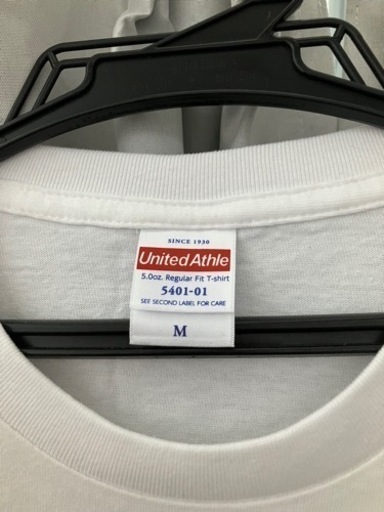 SINCE 1930
United Athle
5.0oz. Regular Fit T-shirt
5401-01
SEE SECOND LABEL FOR CARE
M